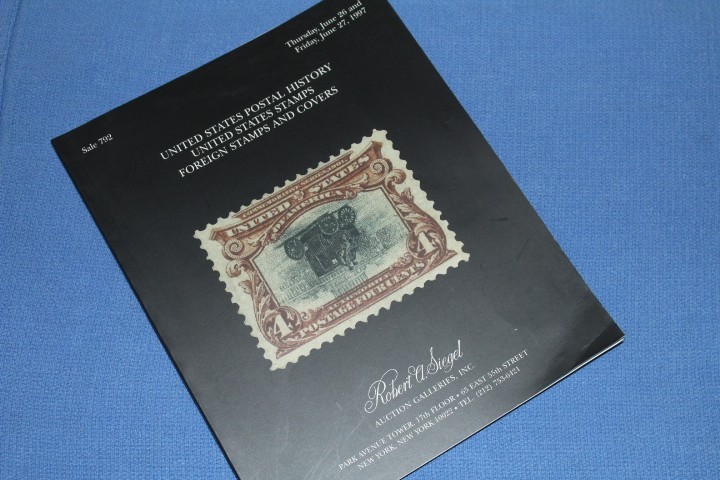 Thursday, June 26 and
Friday, June 27, 1997
Sale 792
UNITED STATES POSTAL HISTORY
UNITED STATES STAMPS
FOREIGN STAMPS AND COVERS
UNITED STATES
OF AMERICA
4
4
POSTAGE FOUR CENTS
Robert A. Siegel
AUCTION GALLERIES, INC.
PARK AVENUE TOWER, 17th FLOOR • 65 EAST 55th STREET
NEW YORK, NEW YORK 10022 • TEL. (212) 753-6421